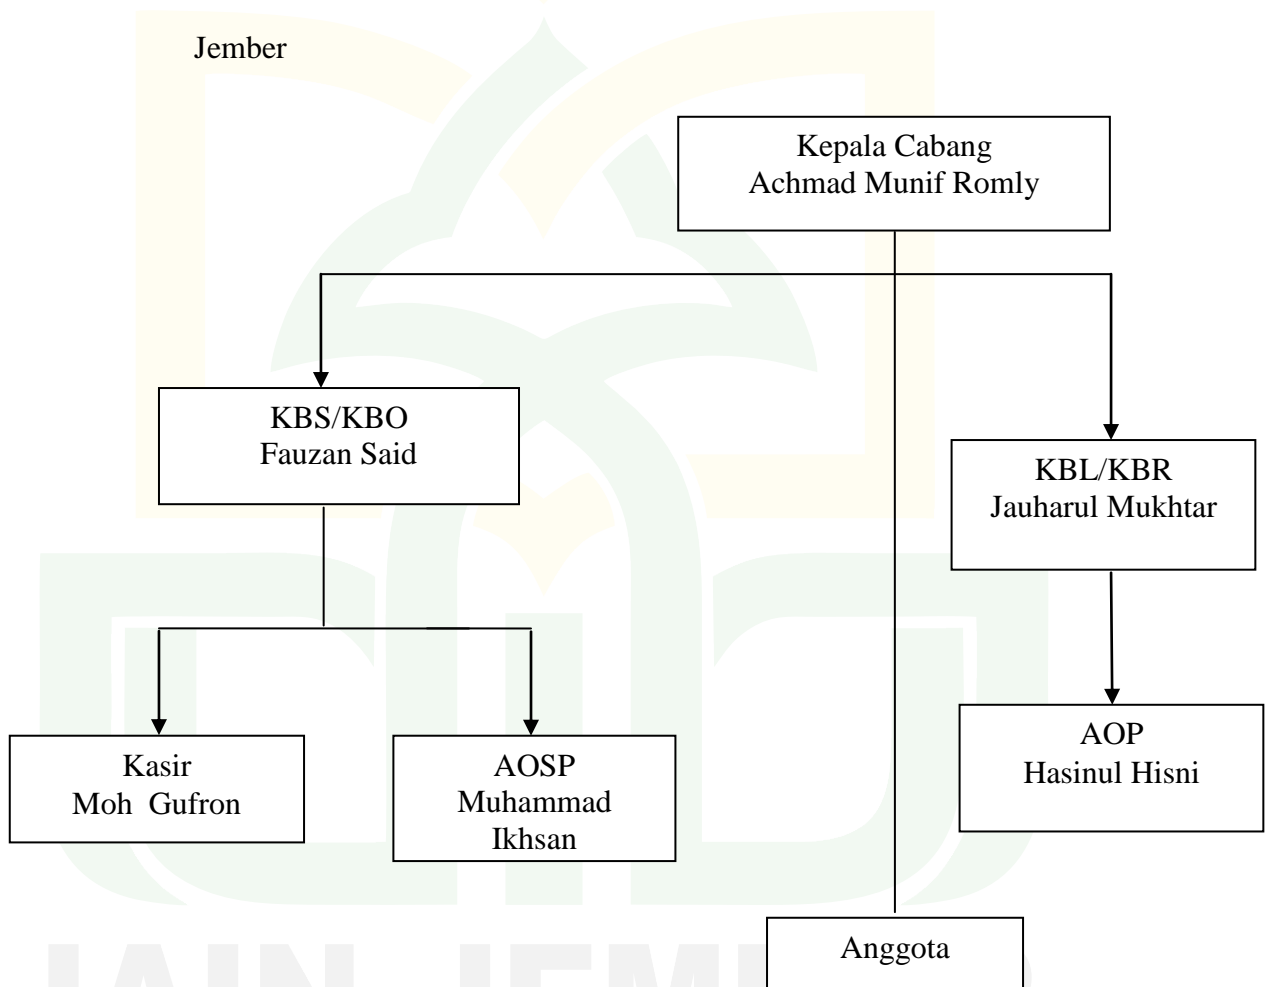 Jember
Kepala Cabang
Achmad Munif Romly
KBS/KBO
Fauzan Said
KBL/KBR
Jauharul Mukhtar
Kasir
Moh  Gufron
AOSP
Muhammad
Ikhsan
AOP
Hasinul Hisni
Anggota